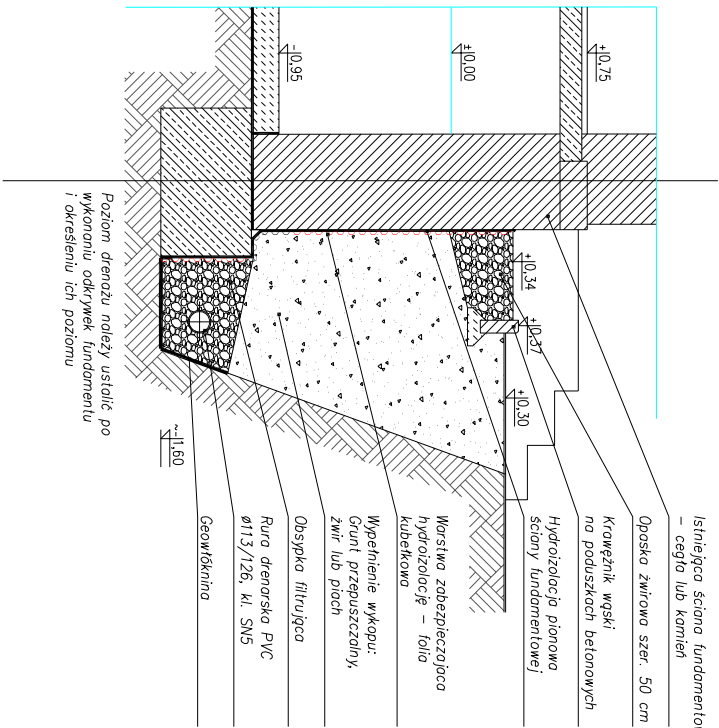 +0,75
±0,00
-0,95
+0,34
+0,37
+0,30
~-1,60
Istniejąca ściana
- cegła lub kamień
Opaska żwirowa szer. 50 cm
Krawężnik wąski
na poduszkach betonowych
Hydroizolacja pionowa
ściany fundamentowej
Warstwa zabezpieczająca
hydroizolację - folia
kubełkowa
Wypełnienie wykopu:
Grunt przepuszczalny,
żwir lub piach
Obsypka filtrująca
Rura drenarska PVC
ø113/126, kl. SN5
Geowłóknina
Poziom drenażu należy ustalić po
wykonaniu odkrywek fundamentu
i określeniu ich poziomu